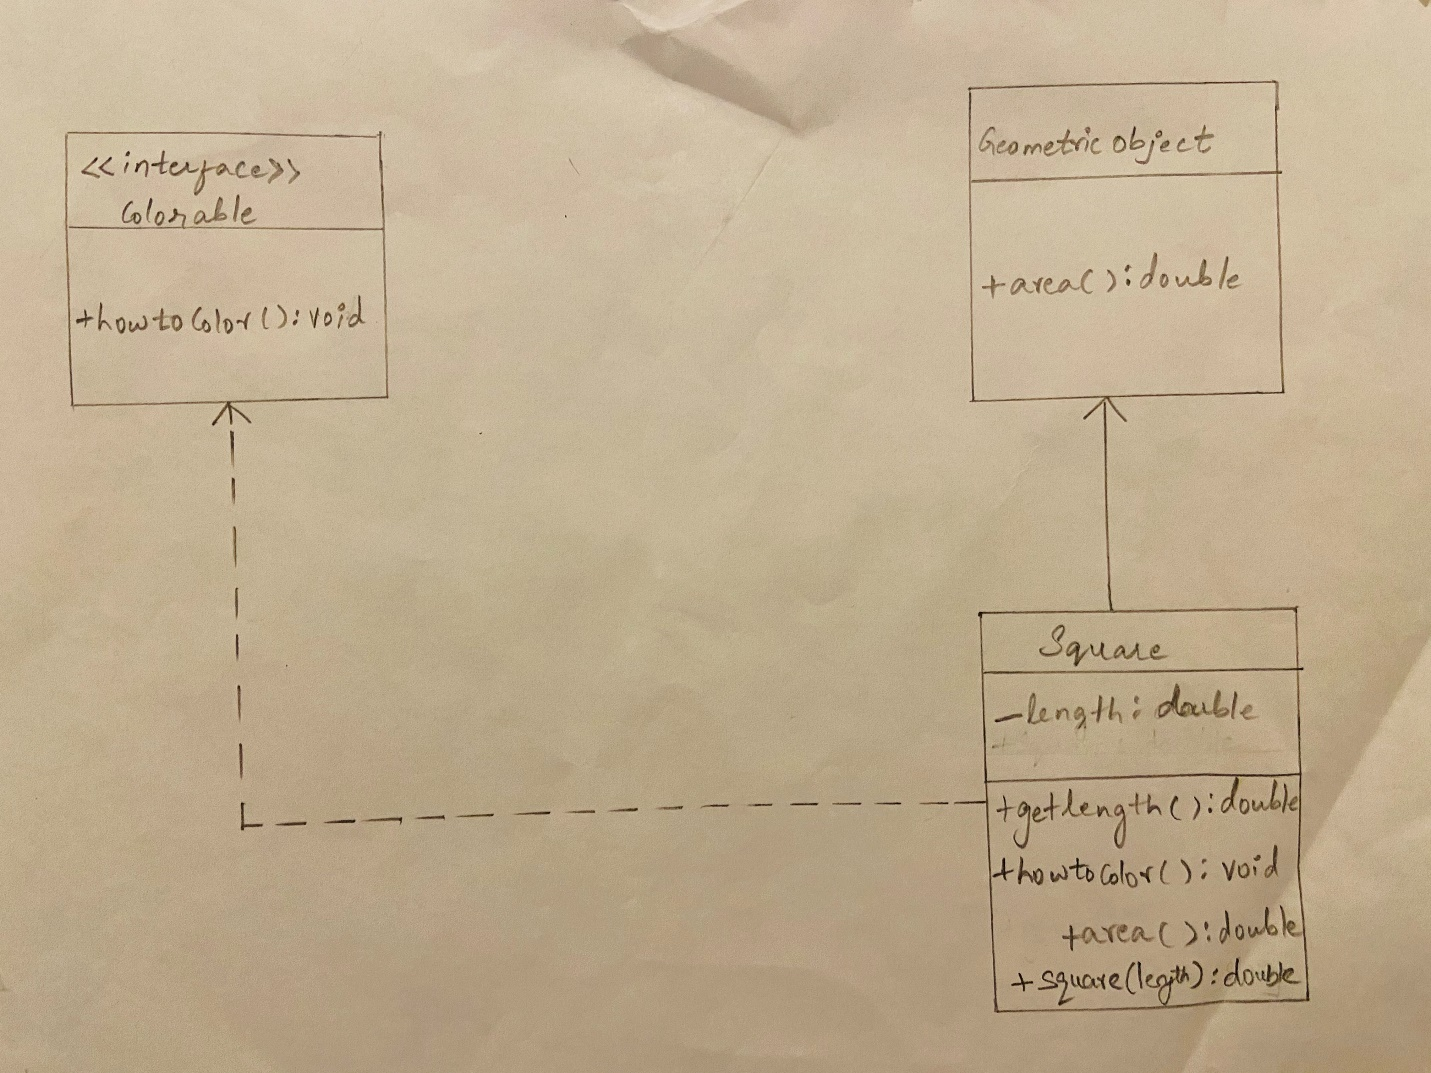 <<interface>>
Colorable
+howtoColor():void
Geometric object
+area():double
Square
-length: double
+getlength():double
+howtoColor(): void
+area():double
+square(length):double